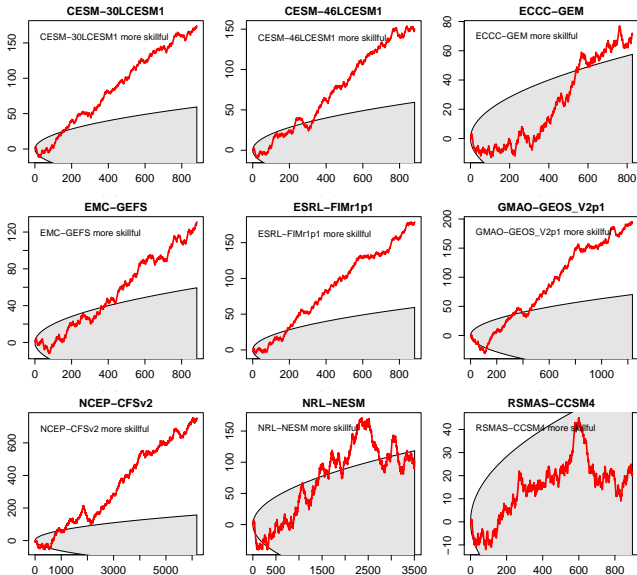 CESM−30LCESM1
CESM−30LCESM1 more skillful
0 50 100 150
0 200 400 600 800
CESM−46LCESM1
CESM−46LCESM1 more skillful
0 50 100 150
0 200 400 600 800
ECCC−GEM
ECCC−GEM more skillful
0 20 40 60 80
0 200 400 600 800
EMC−GEFS
EMC−GEFS more skillful
0 40 80 120
0 200 400 600 800
ESRL−FIMr1p1
ESRL−FIMr1p1 more skillful
0 50 100 150
0 200 400 600 800
GMAO−GEOS_V2p1
GMAO−GEOS_V2p1 more skillful
0 50 100 150 200
0 400 800 1200
NCEP−CFSv2
NCEP−CFSv2 more skillful
0 200 400 600
0 2000 4000 6000
NRL−NESM
NRL−NESM more skillful
0 50 100 150
0 500 1500 2500 3500
RSMAS−CCSM4
RSMAS−CCSM4 more skillful
−10 0 10 20 30 40
0 200 400 600 800